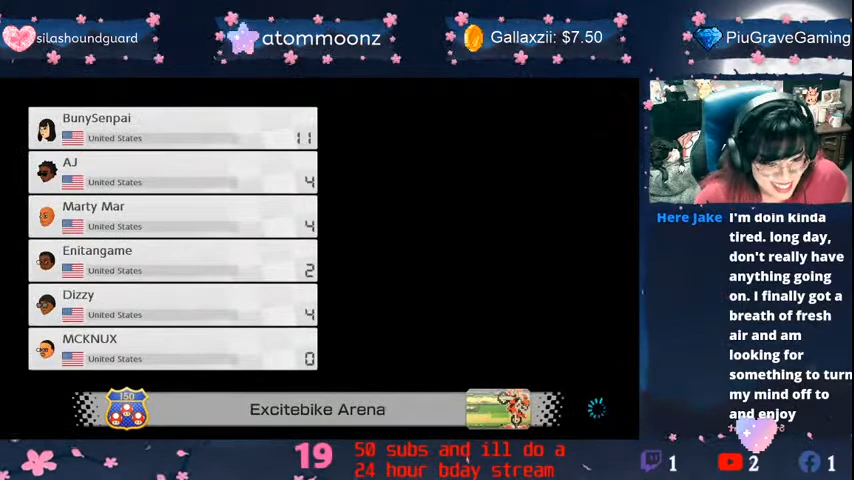 silashoundguard
atommoonz
Gallaxzii: $7.50
PiuGraveGaming
BunySenpai
United States
11
AJ
United States
4
Marty Mar
United States
4
Enitangame
United States
2
Dizzy
United States
4
MCKNUX
United States
0
150
Excitebike Arena
Here Jake I'm doin kinda
tired. long day,
don't really have
anything going
on. I finally got a
breath of fresh
air and am
looking for
something to turn
my mind off to
and enjoy
19
50 subs and ill do a
24 hour bday stream
1
2
1